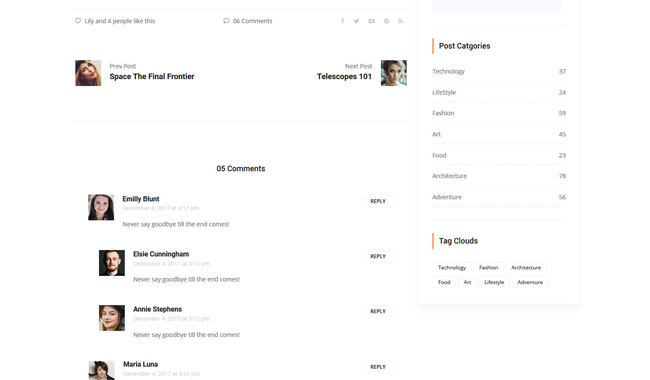 Lily and 4 people like this
06 Comments
Prev Post
Space The Final Frontier
Next Post
Telescopes 101
05 Comments
Emilly Blunt
December 4, 2017 at 3:12 pm
Never say goodbye till the end comes!
REPLY
Elsie Cunningham
December 4, 2017 at 3:12 pm
Never say goodbye till the end comes!
REPLY
Annie Stephens
December 4, 2017 at 3:12 pm
Never say goodbye till the end comes!
REPLY
Maria Luna
December 4, 2017 at 3:12 pm
REPLY
Post Catgories
Technology 37
LifeStyle 24
Fashion 59
Art 45
Food 23
Architecture 78
Adventure 56
Tag Clouds
Technology Fashion Architecture
Food Art Lifestyle Adventure